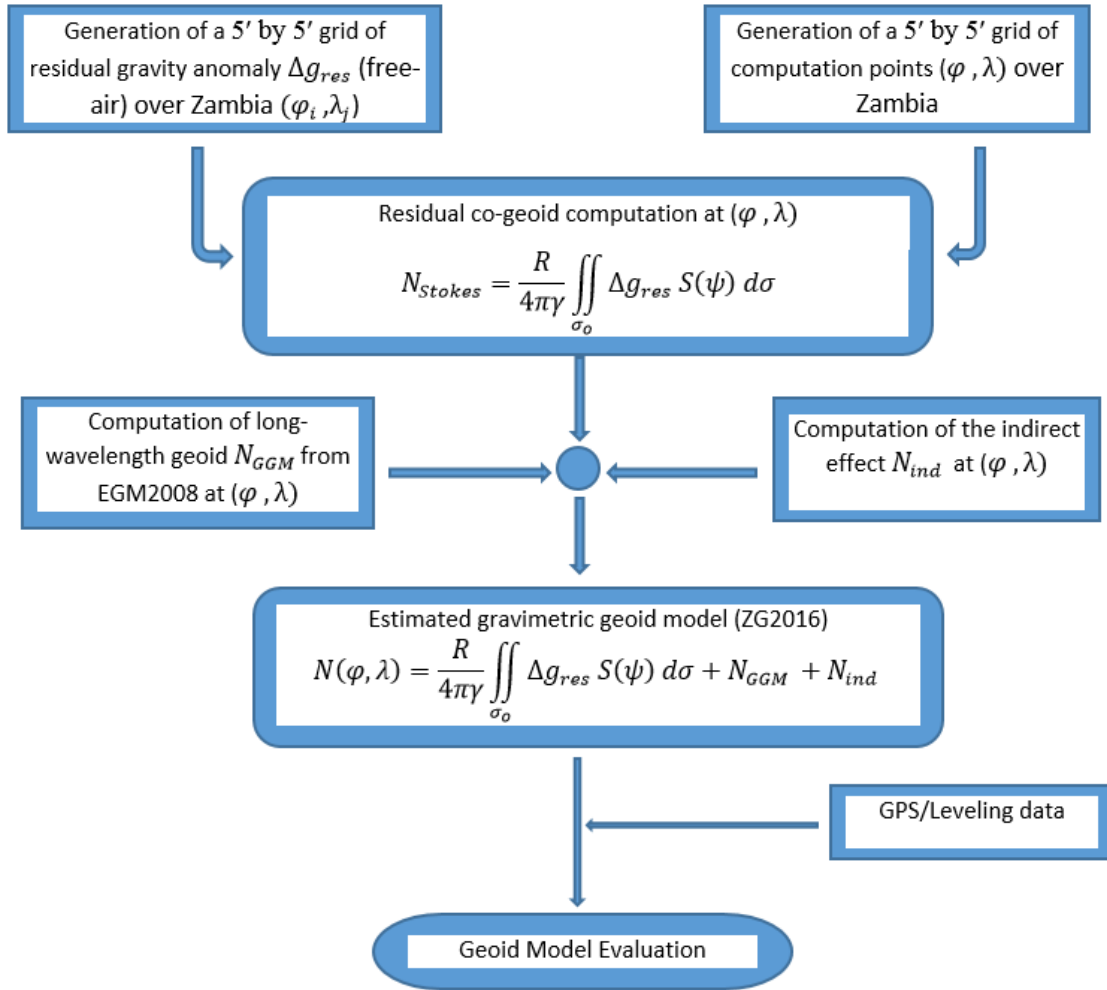 Generation of a 5′ by 5′ grid of
residual gravity anomaly Δg_res (free-
air) over Zambia (φ_i ,λ_j)
Generation of a 5′ by 5′ grid of
computation points (φ , λ) over
Zambia
Residual co-geoid computation at (φ , λ)
N_Stokes = R/4πγ ∬_σo Δg_res S(ψ) dσ
Computation of long-
wavelength geoid N_GGM from
EGM2008 at (φ , λ)
Computation of the indirect
effect N_ind at (φ , λ)
Estimated gravimetric geoid model (ZG2016)
N(φ, λ) = R/4πγ ∬_σo Δg_res S(ψ) dσ + N_GGM + N_ind
GPS/Leveling data
Geoid Model Evaluation